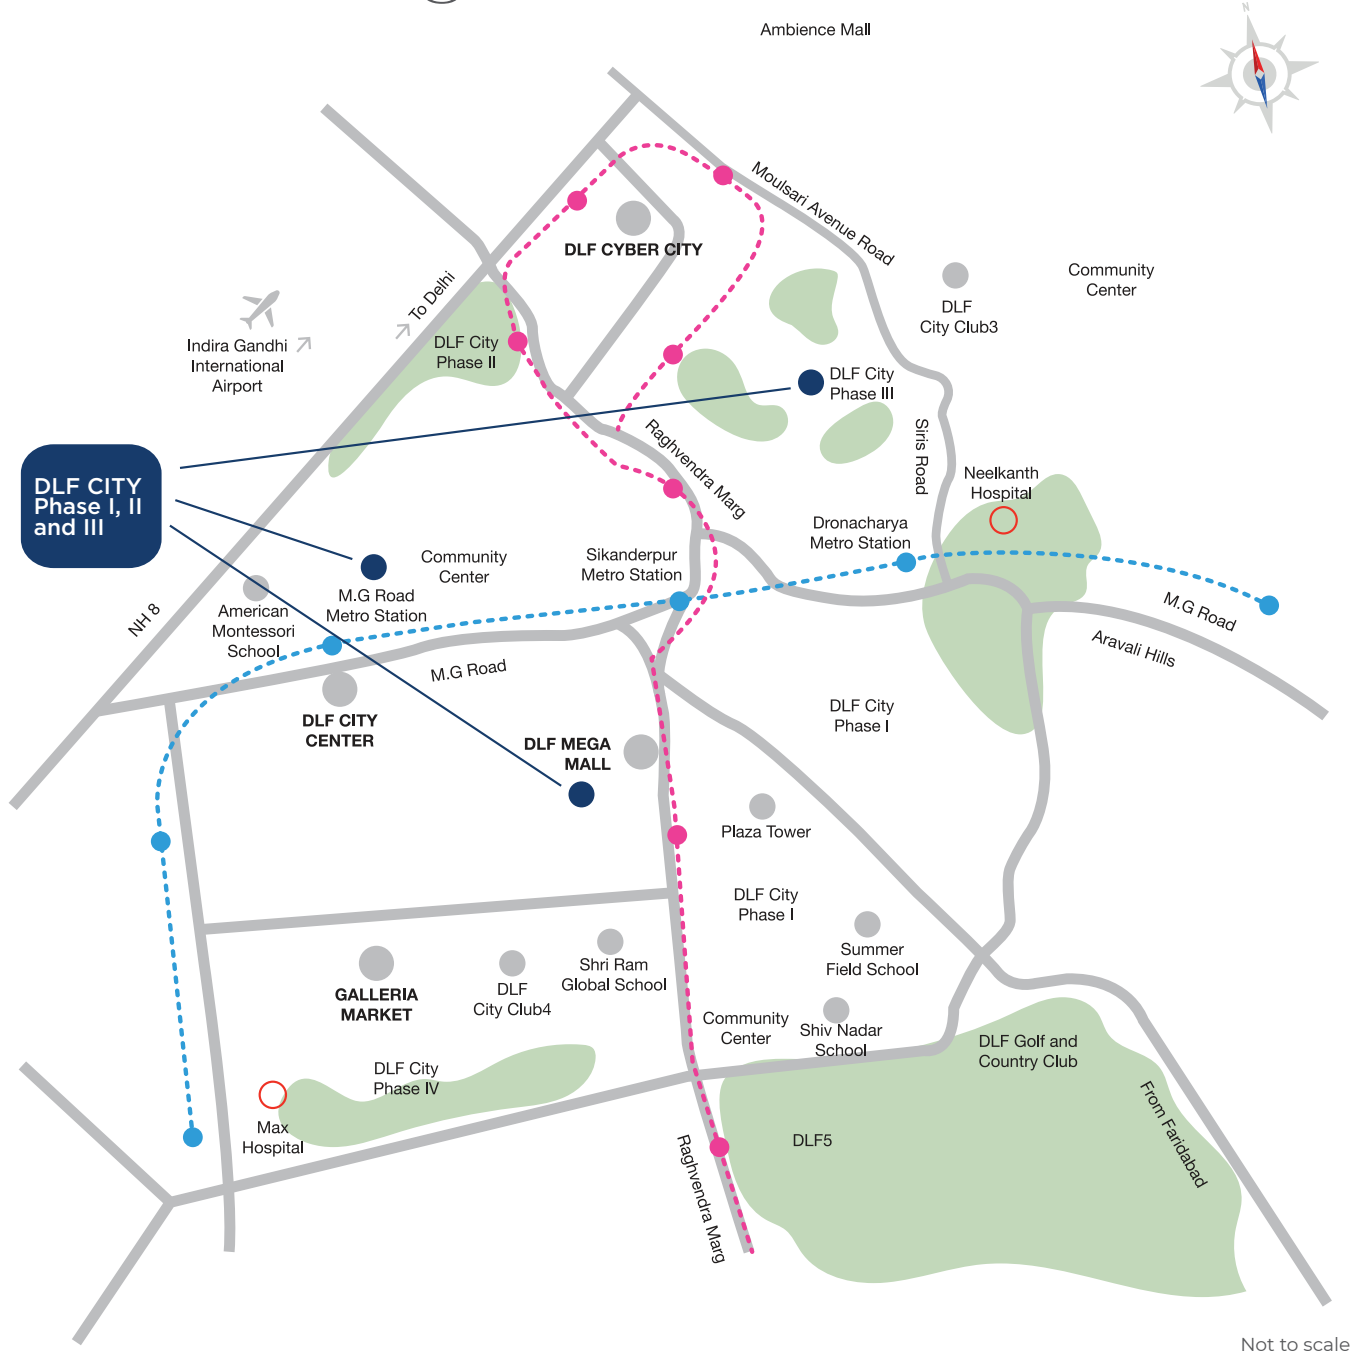 Ambience Mall
N
Moulsari Avenue Road
DLF CYBER CITY
Community
Center
DLF
City Club3
To Delhi
Indira Gandhi
International
Airport
DLF City
Phase II
DLF City
Phase III
Raghvendra Marg
Siris Road
Neelkanth
Hospital
DLF CITY
Phase I, II
and III
Dronacharya
Metro Station
Community
Center
Sikanderpur
Metro Station
M.G Road
Metro Station
American
Montessori
School
NH 8
M.G Road
Aravali Hills
M.G Road
DLF CITY
CENTER
DLF City
Phase I
DLF MEGA
MALL
Plaza Tower
DLF City
Phase I
Summer
Field School
Shri Ram
Global School
GALLERIA
MARKET
DLF
City Club4
Community
Center
Shiv Nadar
School
DLF Golf and
Country Club
DLF City
Phase IV
Max
Hospital
DLF5
From Faridabad
Raghvendra Marg
Not to scale